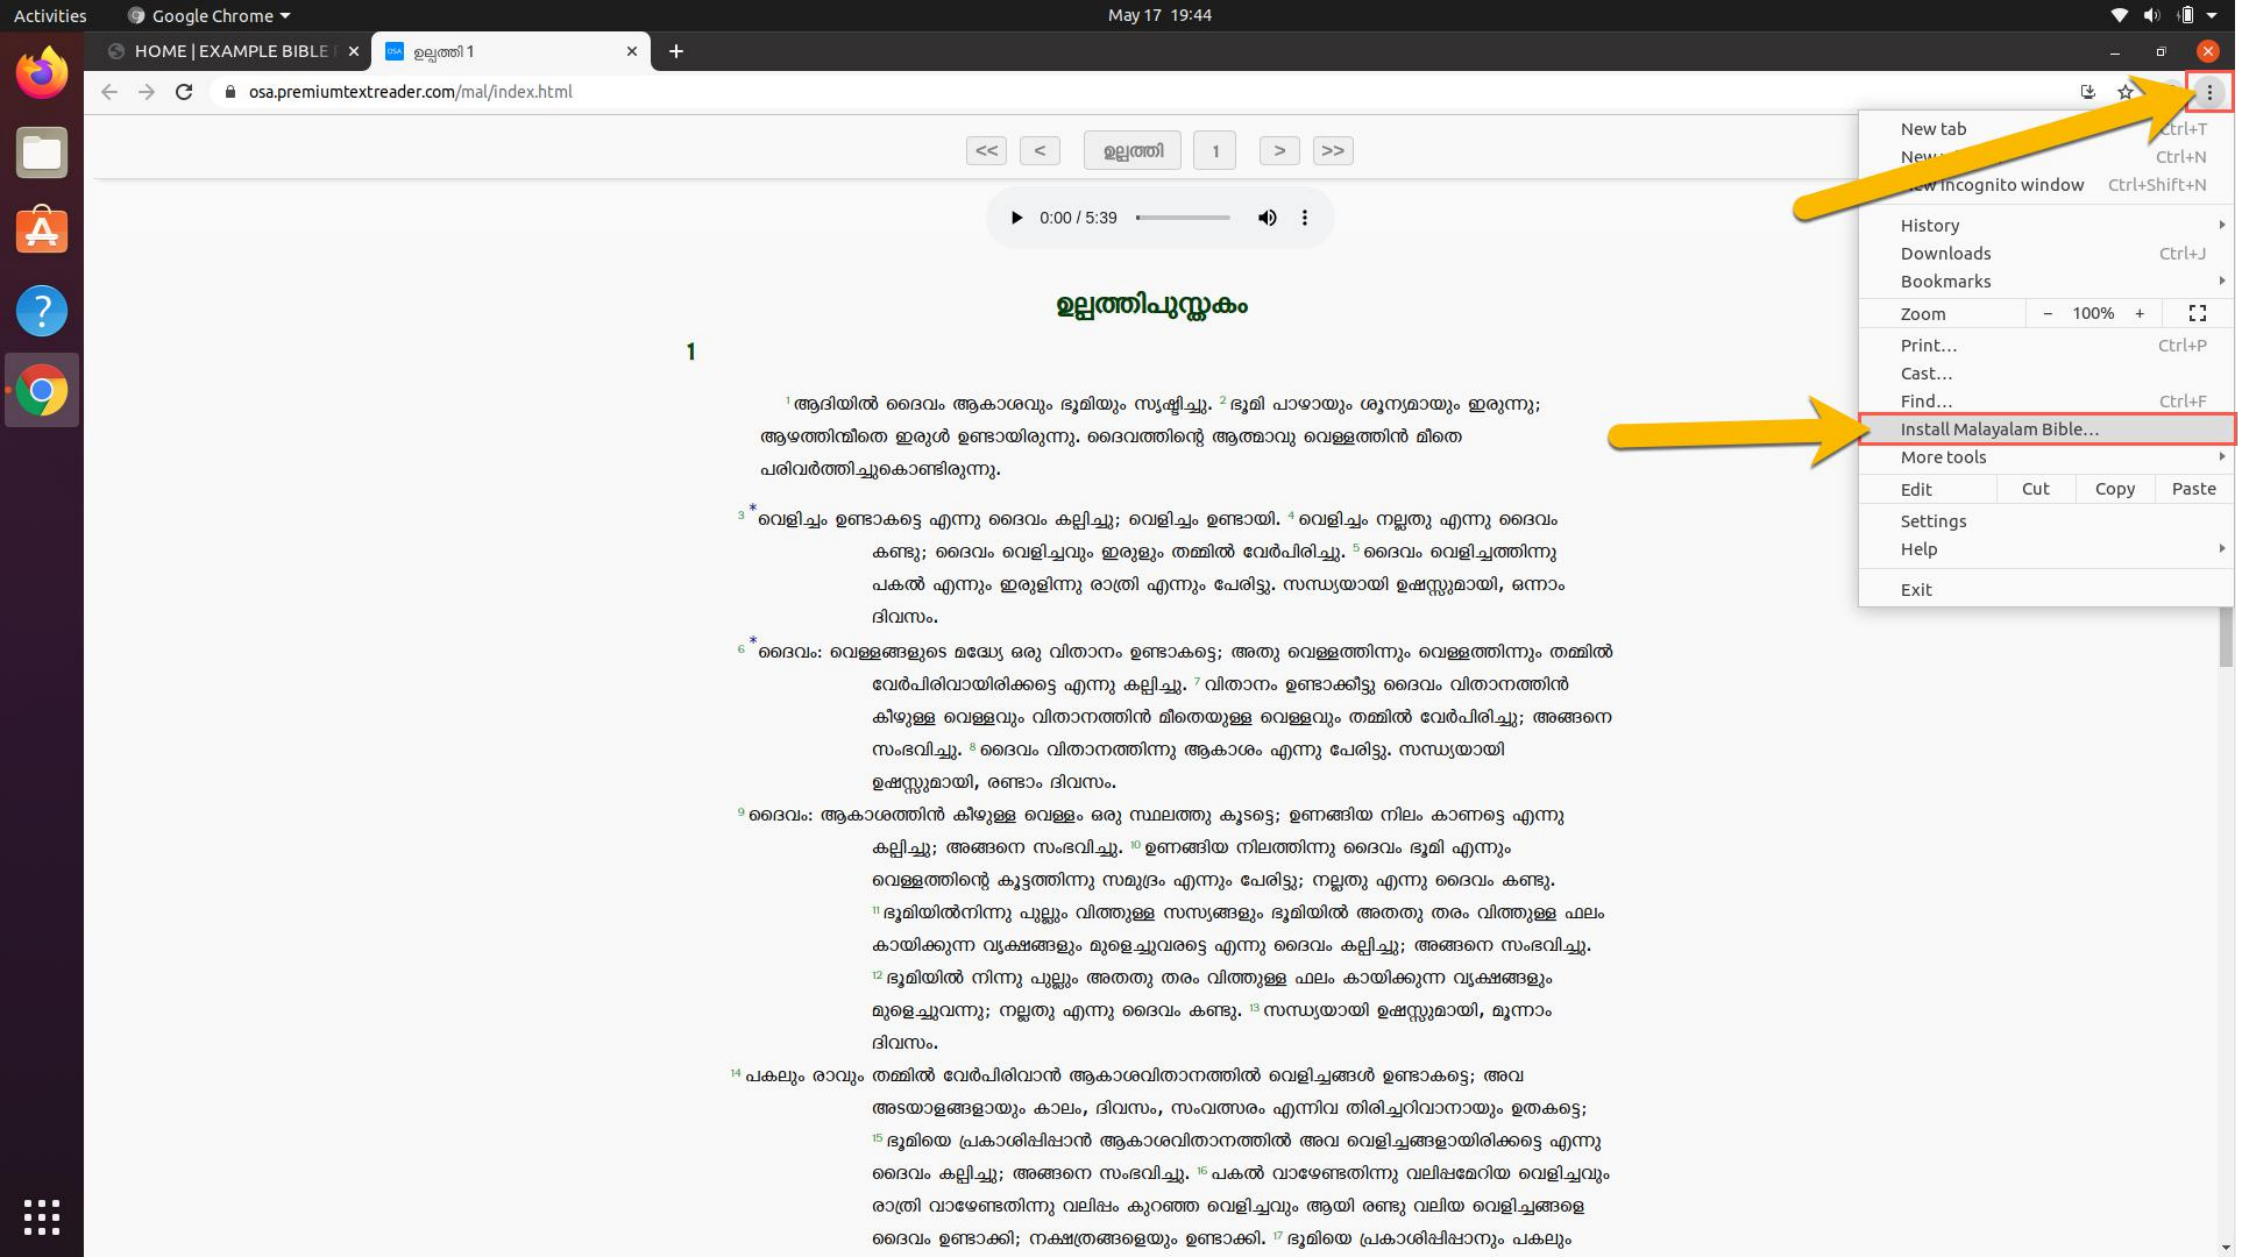 Activities
Google Chrome
May 17 19:44
HOME | EXAMPLE BIBLE
ഉല്പത്തി 1
osa.premiumtextreader.com/mal/index.html
<< < ഉല്പത്തി 1 > >>
0:00 / 5:39
ഉല്പത്തിപുസ്തകം
1
1 ആദിയിൽ ദൈവം ആകാശവും ഭൂമിയും സൃഷ്ടിച്ചു. 2 ഭൂമി പാഴായും ശൂന്യമായും ഇരുന്നു;
ആഴത്തിന്മീതെ ഇരുൾ ഉണ്ടായിരുന്നു. ദൈവത്തിന്റെ ആത്മാവു വെള്ളത്തിൻ മീതെ
പരിവർത്തിച്ചുകൊണ്ടിരുന്നു.
3 * വെളിച്ചം ഉണ്ടാകട്ടെ എന്നു ദൈവം കല്പിച്ചു; വെളിച്ചം ഉണ്ടായി. 4 വെളിച്ചം നല്ലതു എന്നു ദൈവം
കണ്ടു; ദൈവം വെളിച്ചവും ഇരുളും തമ്മിൽ വേർപിരിച്ചു. 5 ദൈവം വെളിച്ചത്തിന്നു
പകൽ എന്നും ഇരുളിന്നു രാത്രി എന്നും പേരിട്ടു. സന്ധ്യയായി ഉഷസ്സുമായി, ഒന്നാം
ദിവസം.
6 * ദൈവം: വെള്ളങ്ങളുടെ മദ്ധ്യേ ഒരു വിതാനം ഉണ്ടാകട്ടെ; അതു വെള്ളത്തിന്നും വെള്ളത്തിന്നും തമ്മിൽ
വേർപിരിവായിരിക്കട്ടെ എന്നു കല്പിച്ചു. 7 വിതാനം ഉണ്ടാക്കീട്ടു ദൈവം വിതാനത്തിൻ
കീഴുള്ള വെള്ളവും വിതാനത്തിൻ മീതെയുള്ള വെള്ളവും തമ്മിൽ വേർപിരിച്ചു; അങ്ങനെ
സംഭവിച്ചു. 8 ദൈവം വിതാനത്തിന്നു ആകാശം എന്നു പേരിട്ടു. സന്ധ്യയായി
ഉഷസ്സുമായി, രണ്ടാം ദിവസം.
9 ദൈവം: ആകാശത്തിൻ കീഴുള്ള വെള്ളം ഒരു സ്ഥലത്തു കൂടട്ടെ; ഉണങ്ങിയ നിലം കാണട്ടെ എന്നു
കല്പിച്ചു; അങ്ങനെ സംഭവിച്ചു. 10 ഉണങ്ങിയ നിലത്തിന്നു ദൈവം ഭൂമി എന്നും
വെള്ളത്തിന്റെ കൂട്ടത്തിന്നു സമുദ്രം എന്നും പേരിട്ടു; നല്ലതു എന്നു ദൈവം കണ്ടു.
11 ഭൂമിയിൽനിന്നു പുല്ലും വിത്തുള്ള സസ്യങ്ങളും ഭൂമിയിൽ അതതു തരം വിത്തുള്ള ഫലം
കായിക്കുന്ന വൃക്ഷങ്ങളും മുളെച്ചുവരട്ടെ എന്നു ദൈവം കല്പിച്ചു; അങ്ങനെ സംഭവിച്ചു.
12 ഭൂമിയിൽ നിന്നു പുല്ലും അതതു തരം വിത്തുള്ള ഫലം കായിക്കുന്ന വൃക്ഷങ്ങളും
മുളെച്ചുവന്നു; നല്ലതു എന്നു ദൈവം കണ്ടു. 13 സന്ധ്യയായി ഉഷസ്സുമായി, മൂന്നാം
ദിവസം.
14 പകലും രാവും തമ്മിൽ വേർപിരിവാൻ ആകാശവിതാനത്തിൽ വെളിച്ചങ്ങൾ ഉണ്ടാകട്ടെ; അവ
അടയാളങ്ങളായും കാലം, ദിവസം, സംവത്സരം എന്നിവ തിരിച്ചറിവാനായും ഉതകട്ടെ;
15 ഭൂമിയെ പ്രകാശിപ്പിപ്പാൻ ആകാശവിതാനത്തിൽ അവ വെളിച്ചങ്ങളായിരിക്കട്ടെ എന്നു
ദൈവം കല്പിച്ചു; അങ്ങനെ സംഭവിച്ചു. 16 പകൽ വാഴേണ്ടതിന്നു വലിപ്പമേറിയ വെളിച്ചവും
രാത്രി വാഴേണ്ടതിന്നു വലിപ്പം കുറഞ്ഞ വെളിച്ചവും ആയി രണ്ടു വലിയ വെളിച്ചങ്ങളെ
ദൈവം ഉണ്ടാക്കി; നക്ഷത്രങ്ങളെയും ഉണ്ടാക്കി. 17 ഭൂമിയെ പ്രകാശിപ്പിപ്പാനും പകലും
New tab Ctrl+T
Ctrl+N
Incognito window Ctrl+Shift+N
History
Downloads Ctrl+J
Bookmarks
Zoom - 100% +
Print... Ctrl+P
Cast...
Find... Ctrl+F
Install Malayalam Bible...
More tools
Edit Cut Copy Paste
Settings
Help
Exit